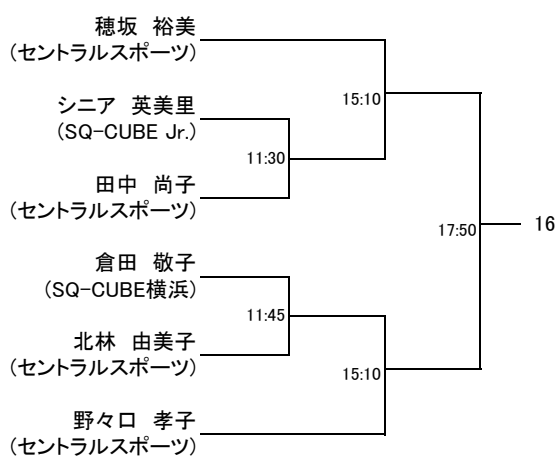 穂坂　裕美
(セントラルスポーツ)
15:10
シニア　英美里
(SQ-CUBE Jr.)
11:30
田中　尚子
(セントラルスポーツ)
17:50
16
倉田　敬子
(SQ-CUBE横浜)
11:45
北林　由美子
(セントラルスポーツ)
15:10
野々口　孝子
(セントラルスポーツ)